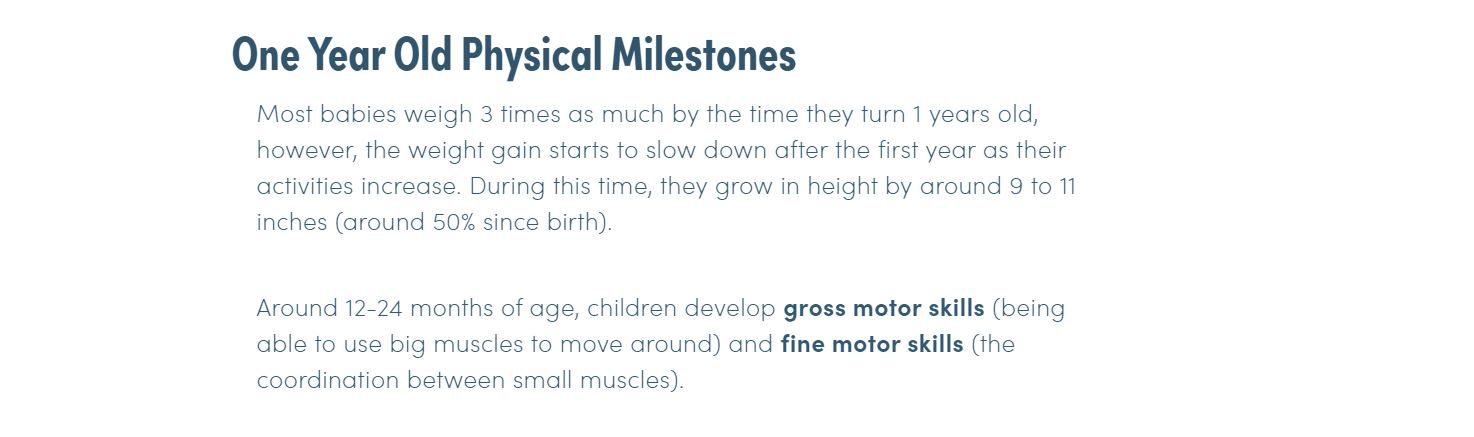 One Year Old Physical Milestones
Most babies weigh 3 times as much by the time they turn 1 years old,
however, the weight gain starts to slow down after the first year as their
activities increase. During this time, they grow in height by around 9 to 11
inches (around 50% since birth).
Around 12-24 months of age, children develop gross motor skills (being
able to use big muscles to move around) and fine motor skills (the
coordination between small muscles).